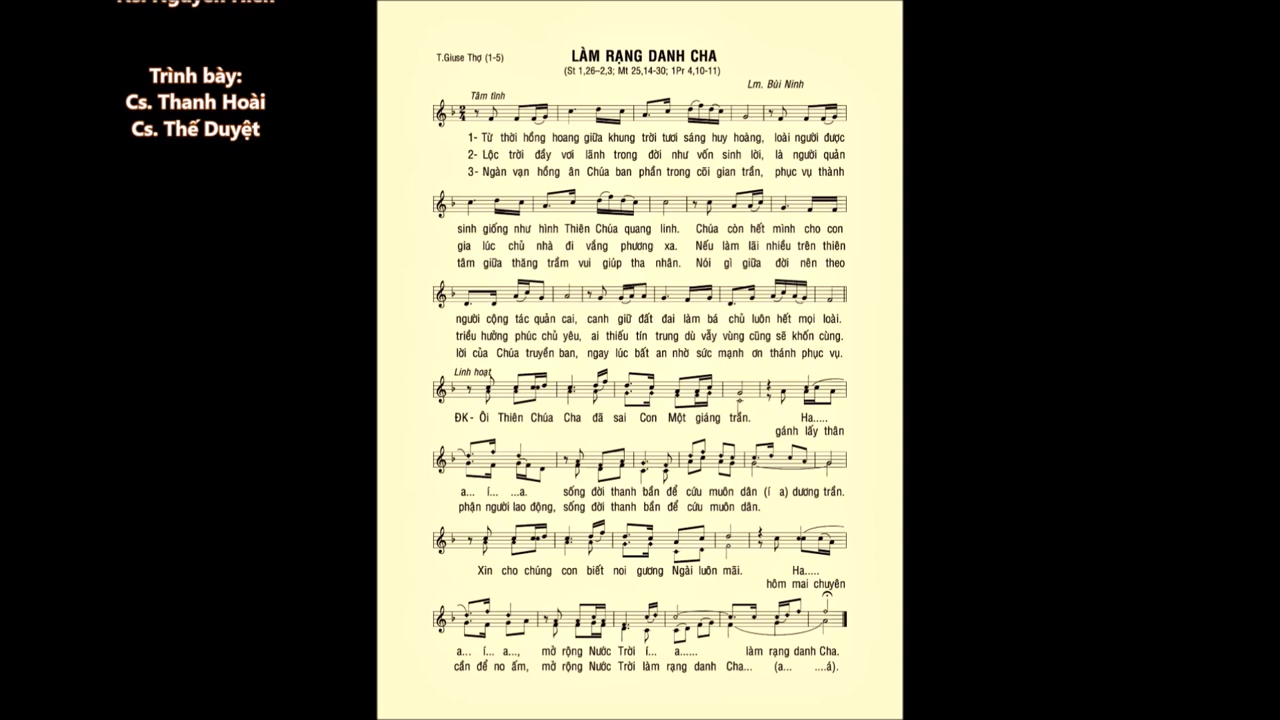 Ks. Nguyễn Hiền
Trình bày:
Cs. Thanh Hoài
Cs. Thế Duyệt
T.Giuse Thợ (1-5)
LÀM RẠNG DANH CHA
(St 1,26–2,3; Mt 25,14-30; 1Pr 4,10-11)
Lm. Bùi Ninh
Tâm tình
1- Từ thời hồng hoang giữa khung trời tươi sáng huy hoàng, loài người được
2- Lộc trời đầy vơi lãnh trong đời như vốn sinh lời, là người quản
3- Ngàn vạn hồng ân Chúa ban phần trong cõi gian trần, phục vụ thành
sinh giống như hình Thiên Chúa quang linh. Chúa còn hết mình cho con
gia lúc chủ nhà đi vắng phương xa. Nếu làm lãi nhiều trên thiên
tâm giữa thăng trầm vui giúp tha nhân. Nói gì giữa đời nên theo
người cộng tác quản cai, canh giữ đất đai làm bá chủ luôn hết mọi loài.
triều hưởng phúc chủ yêu, ai thiếu tín trung dù vẫy vùng cũng sẽ khốn cùng.
lời của Chúa truyền ban, ngay lúc bất an nhờ sức mạnh ơn thánh phục vụ.
Linh hoạt
ĐK- Ôi Thiên Chúa Cha đã sai Con Một giáng trần. Ha.....
gánh lấy thân
a... í... ...a. sống đời thanh bần để cứu muôn dân (í a) dương trần.
phận người lao động, sống đời thanh bần để cứu muôn dân.
Xin cho chúng con biết noi gương Ngài luôn mãi. Ha.....
hôm mai chuyên
a... í... a..., mở rộng Nước Trời í... a...... làm rạng danh Cha.
cần để no ấm, mở rộng Nước Trời làm rạng danh Cha... (a... ....á).